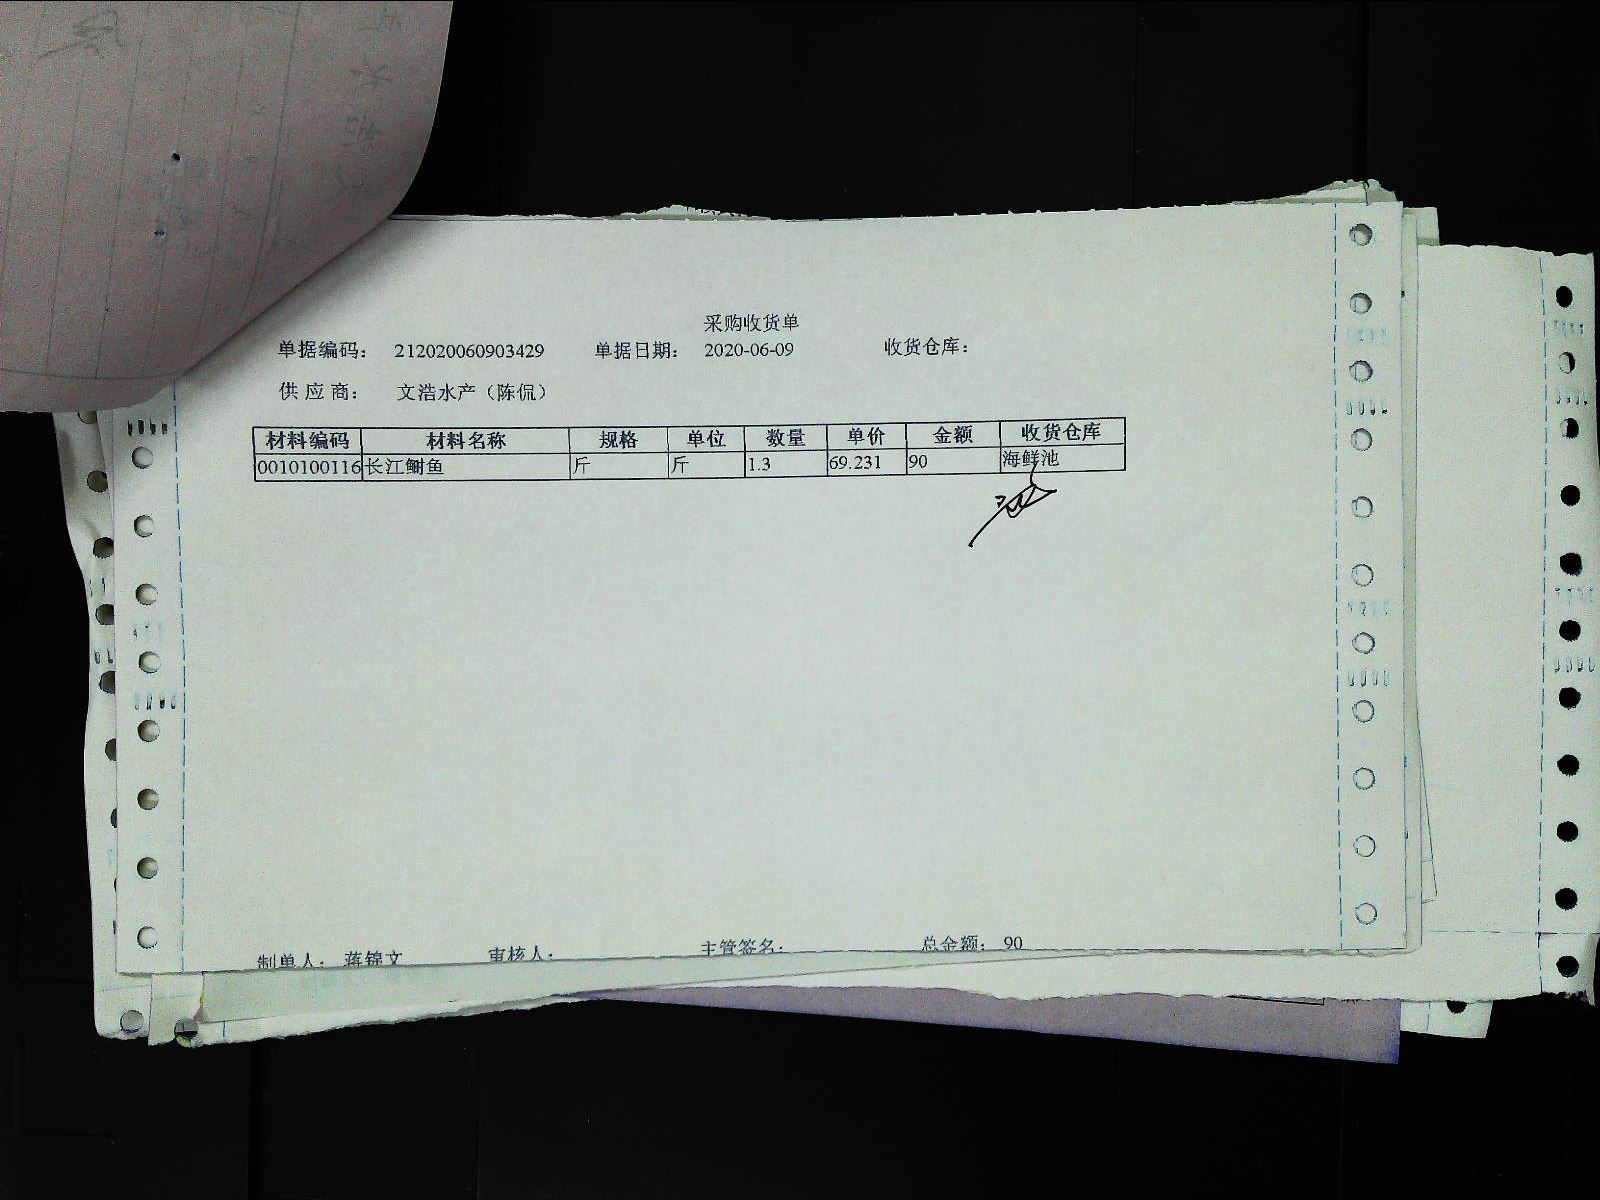 采购收货单
单据编码： 212020060903429 单据日期： 2020-06-09 收货仓库：
供应商： 文浩水产（陈侃）
材料编码 材料名称 规格 单位 数量 单价 金额 收货仓库
0010100116 长江鲥鱼 斤 斤 1.3 69.231 90 海鲜池
制单人： 蒋锦文 审核人： 主管签名： 总金额： 90